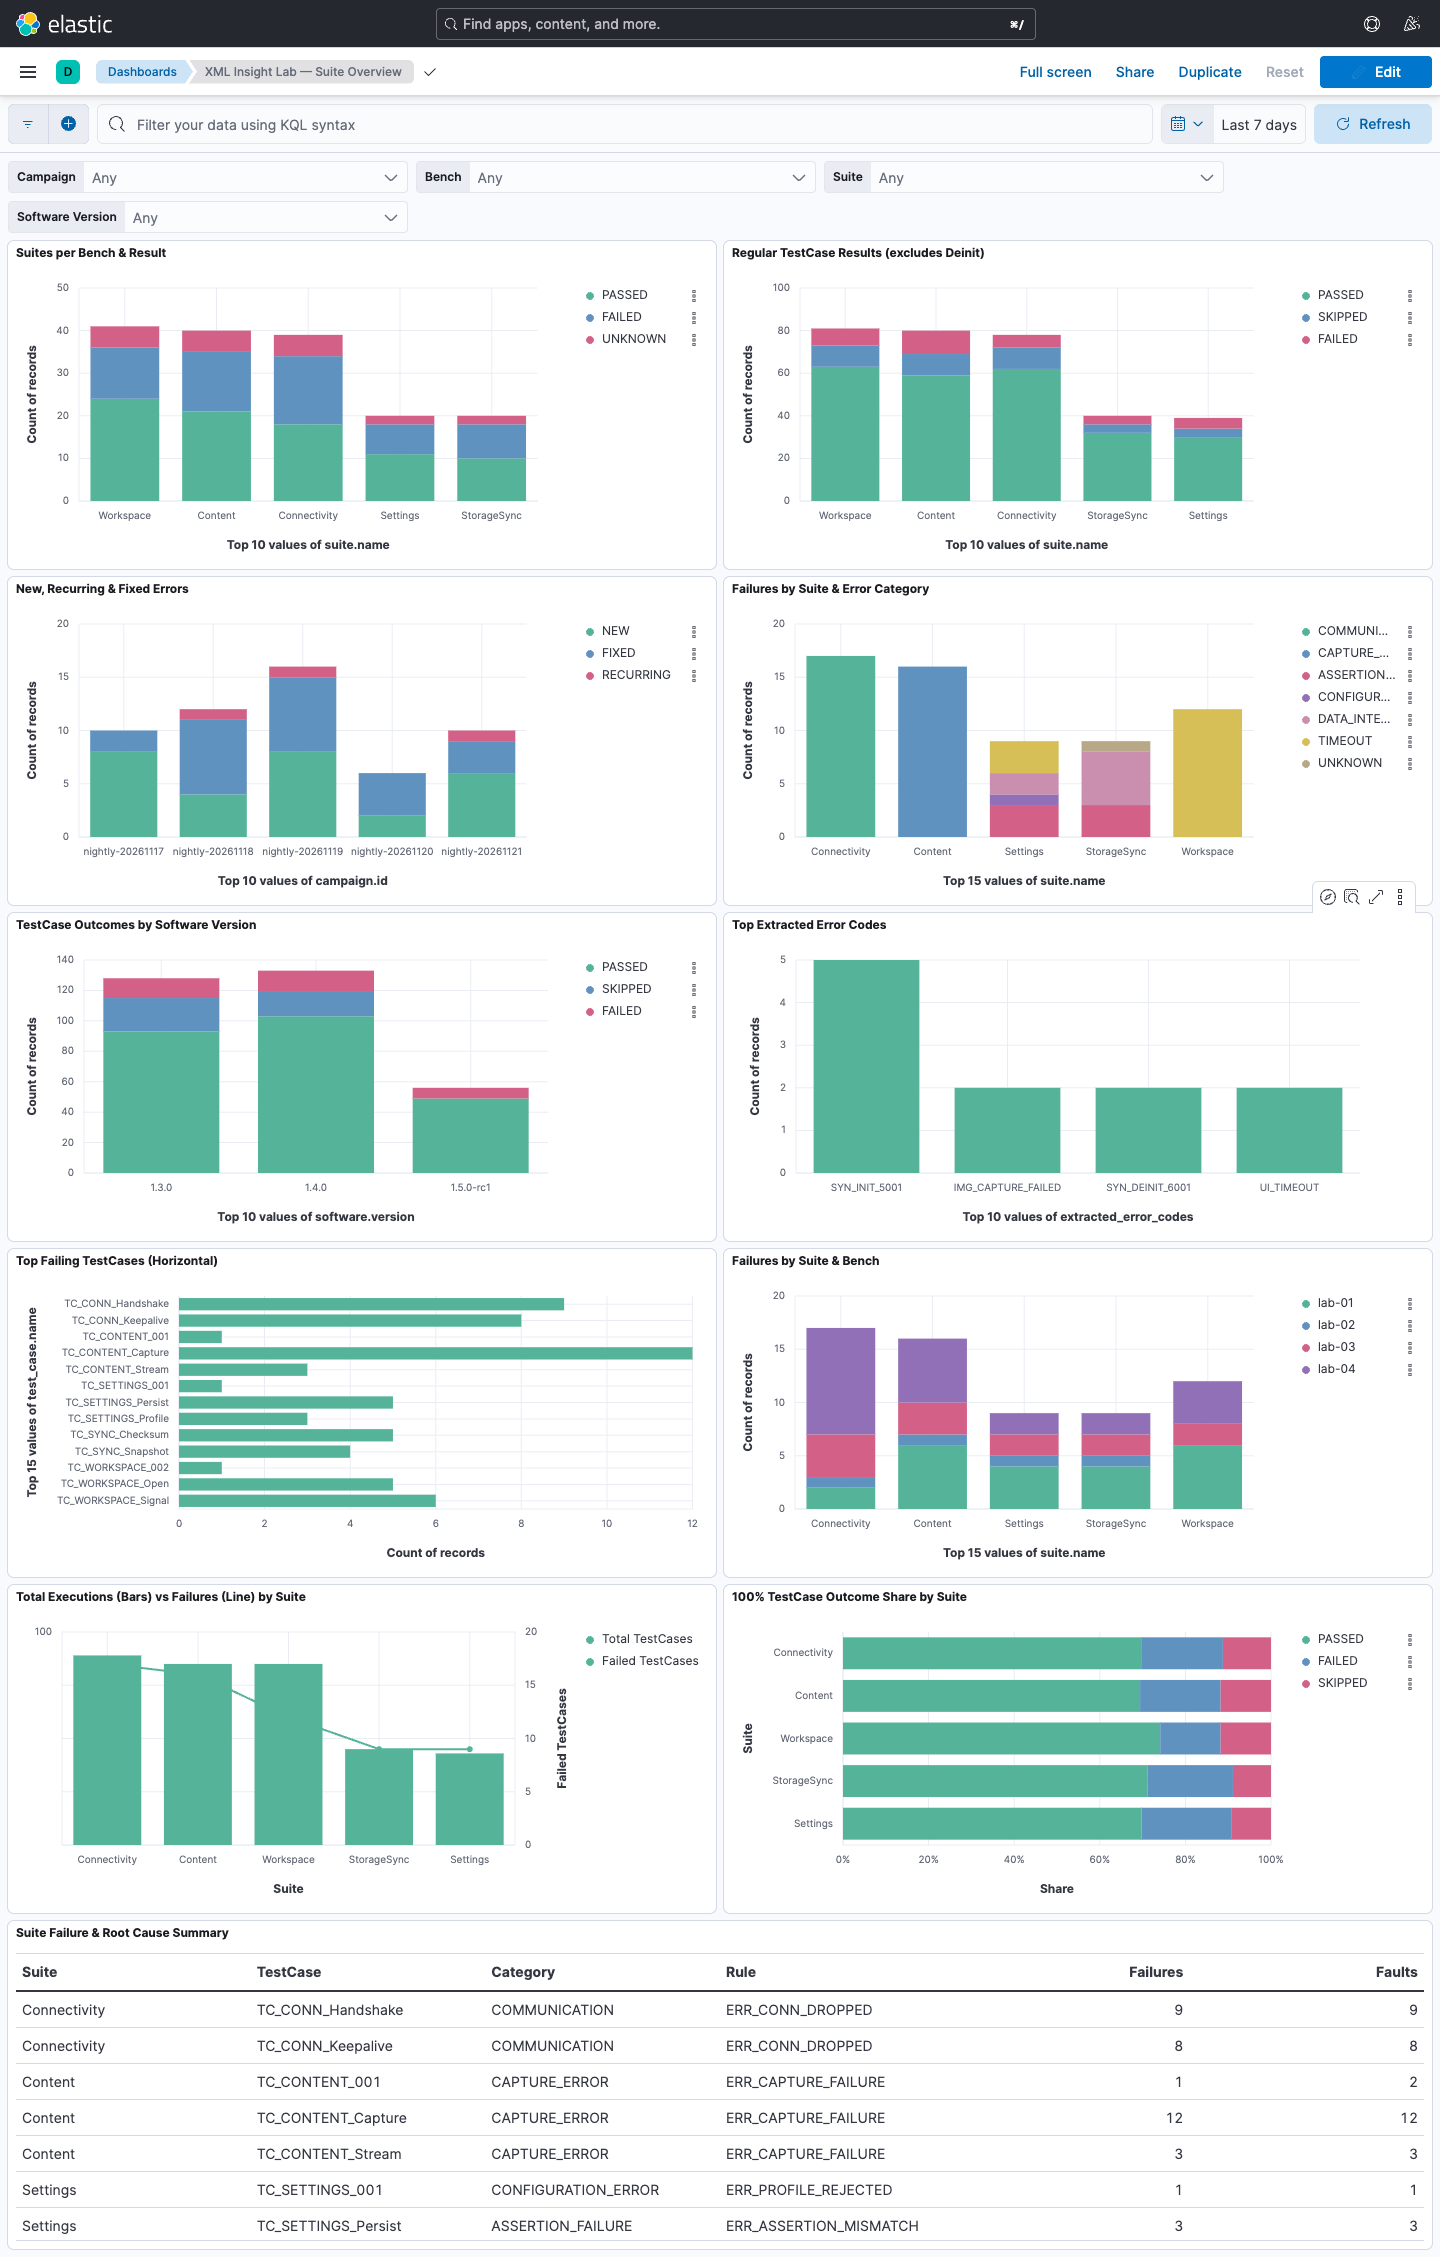 elastic
Find apps, content, and more.
⌘/
D
Dashboards
XML Insight Lab — Suite Overview
Full screen
Share
Duplicate
Reset
Edit
Filter your data using KQL syntax
Last 7 days
Refresh
Campaign Any
Bench Any
Suite Any
Software Version Any
Suites per Bench & Result
Count of records
50
40
30
20
10
0
Workspace Content Connectivity Settings StorageSync
Top 10 values of suite.name
PASSED
FAILED
UNKNOWN
Regular TestCase Results (excludes Deinit)
Count of records
100
80
60
40
20
0
Workspace Content Connectivity StorageSync Settings
Top 10 values of suite.name
PASSED
SKIPPED
FAILED
New, Recurring & Fixed Errors
Count of records
20
15
10
5
0
nightly-20261117 nightly-20261118 nightly-20261119 nightly-20261120 nightly-20261121
Top 10 values of campaign.id
NEW
FIXED
RECURRING
Failures by Suite & Error Category
Count of records
20
15
10
5
0
Connectivity Content Settings StorageSync Workspace
Top 15 values of suite.name
COMMUNI...
CAPTURE_...
ASSERTION...
CONFIGUR...
DATA_INTE...
TIMEOUT
UNKNOWN
TestCase Outcomes by Software Version
Count of records
140
120
100
80
60
40
20
0
1.3.0 1.4.0 1.5.0-rc1
Top 10 values of software.version
PASSED
SKIPPED
FAILED
Top Extracted Error Codes
Count of records
5
4
3
2
1
0
SYN_INIT_5001 IMG_CAPTURE_FAILED SYN_DEINIT_6001 UI_TIMEOUT
Top 10 values of extracted_error_codes
Top Failing TestCases (Horizontal)
Top 15 values of test_case.name
TC_CONN_Handshake
TC_CONN_Keepalive
TC_CONTENT_001
TC_CONTENT_Capture
TC_CONTENT_Stream
TC_SETTINGS_001
TC_SETTINGS_Persist
TC_SETTINGS_Profile
TC_SYNC_Checksum
TC_SYNC_Snapshot
TC_WORKSPACE_002
TC_WORKSPACE_Open
TC_WORKSPACE_Signal
0 2 4 6 8 10 12
Count of records
Failures by Suite & Bench
Count of records
20
15
10
5
0
Connectivity Content Settings StorageSync Workspace
Top 15 values of suite.name
lab-01
lab-02
lab-03
lab-04
Total Executions (Bars) vs Failures (Line) by Suite
100
20
15
10
5
0
Failed TestCases
Connectivity Content Workspace StorageSync Settings
Suite
Total TestCases
Failed TestCases
100% TestCase Outcome Share by Suite
Suite
Connectivity
Content
Workspace
StorageSync
Settings
0% 20% 40% 60% 80% 100%
Share
PASSED
FAILED
SKIPPED
Suite Failure & Root Cause Summary
Suite TestCase Category Rule Failures Faults
Connectivity TC_CONN_Handshake COMMUNICATION ERR_CONN_DROPPED 9 9
Connectivity TC_CONN_Keepalive COMMUNICATION ERR_CONN_DROPPED 8 8
Content TC_CONTENT_001 CAPTURE_ERROR ERR_CAPTURE_FAILURE 1 2
Content TC_CONTENT_Capture CAPTURE_ERROR ERR_CAPTURE_FAILURE 12 12
Content TC_CONTENT_Stream CAPTURE_ERROR ERR_CAPTURE_FAILURE 3 3
Settings TC_SETTINGS_001 CONFIGURATION_ERROR ERR_PROFILE_REJECTED 1 1
Settings TC_SETTINGS_Persist ASSERTION_FAILURE ERR_ASSERTION_MISMATCH 3 3